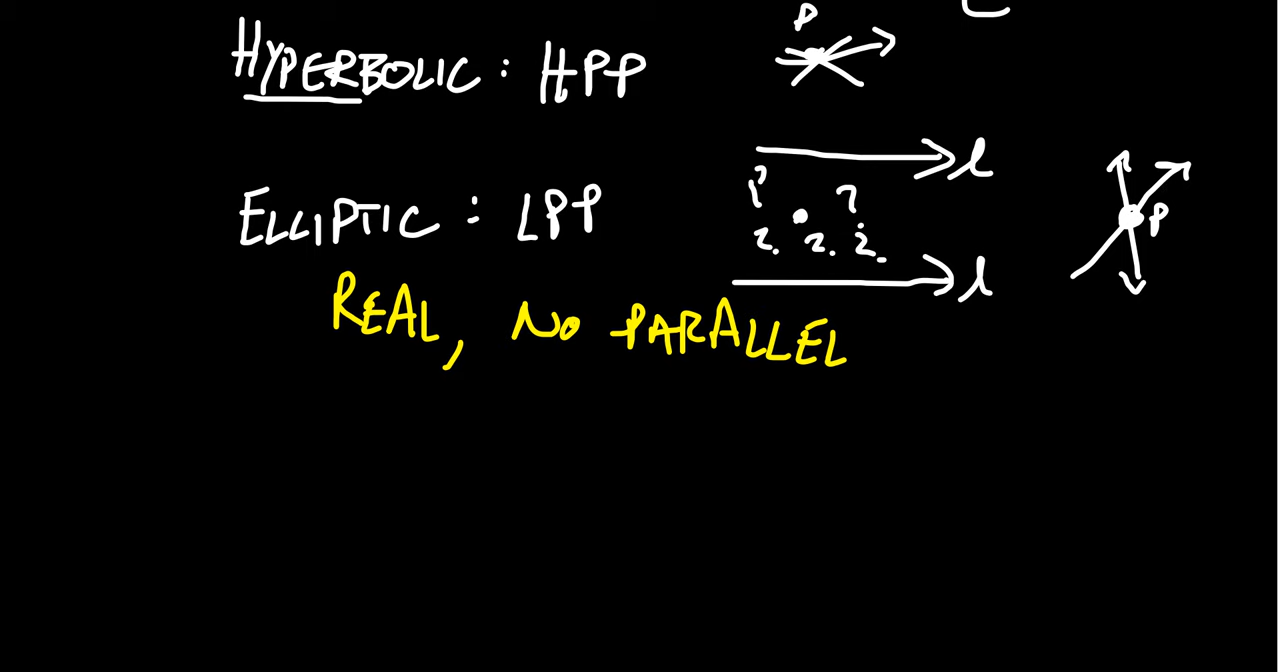 P
HYPERBOLIC : HPP
l
? ?
ELLIPTIC : LPP
P
? ? ?
l
REAL, NO PARALLEL